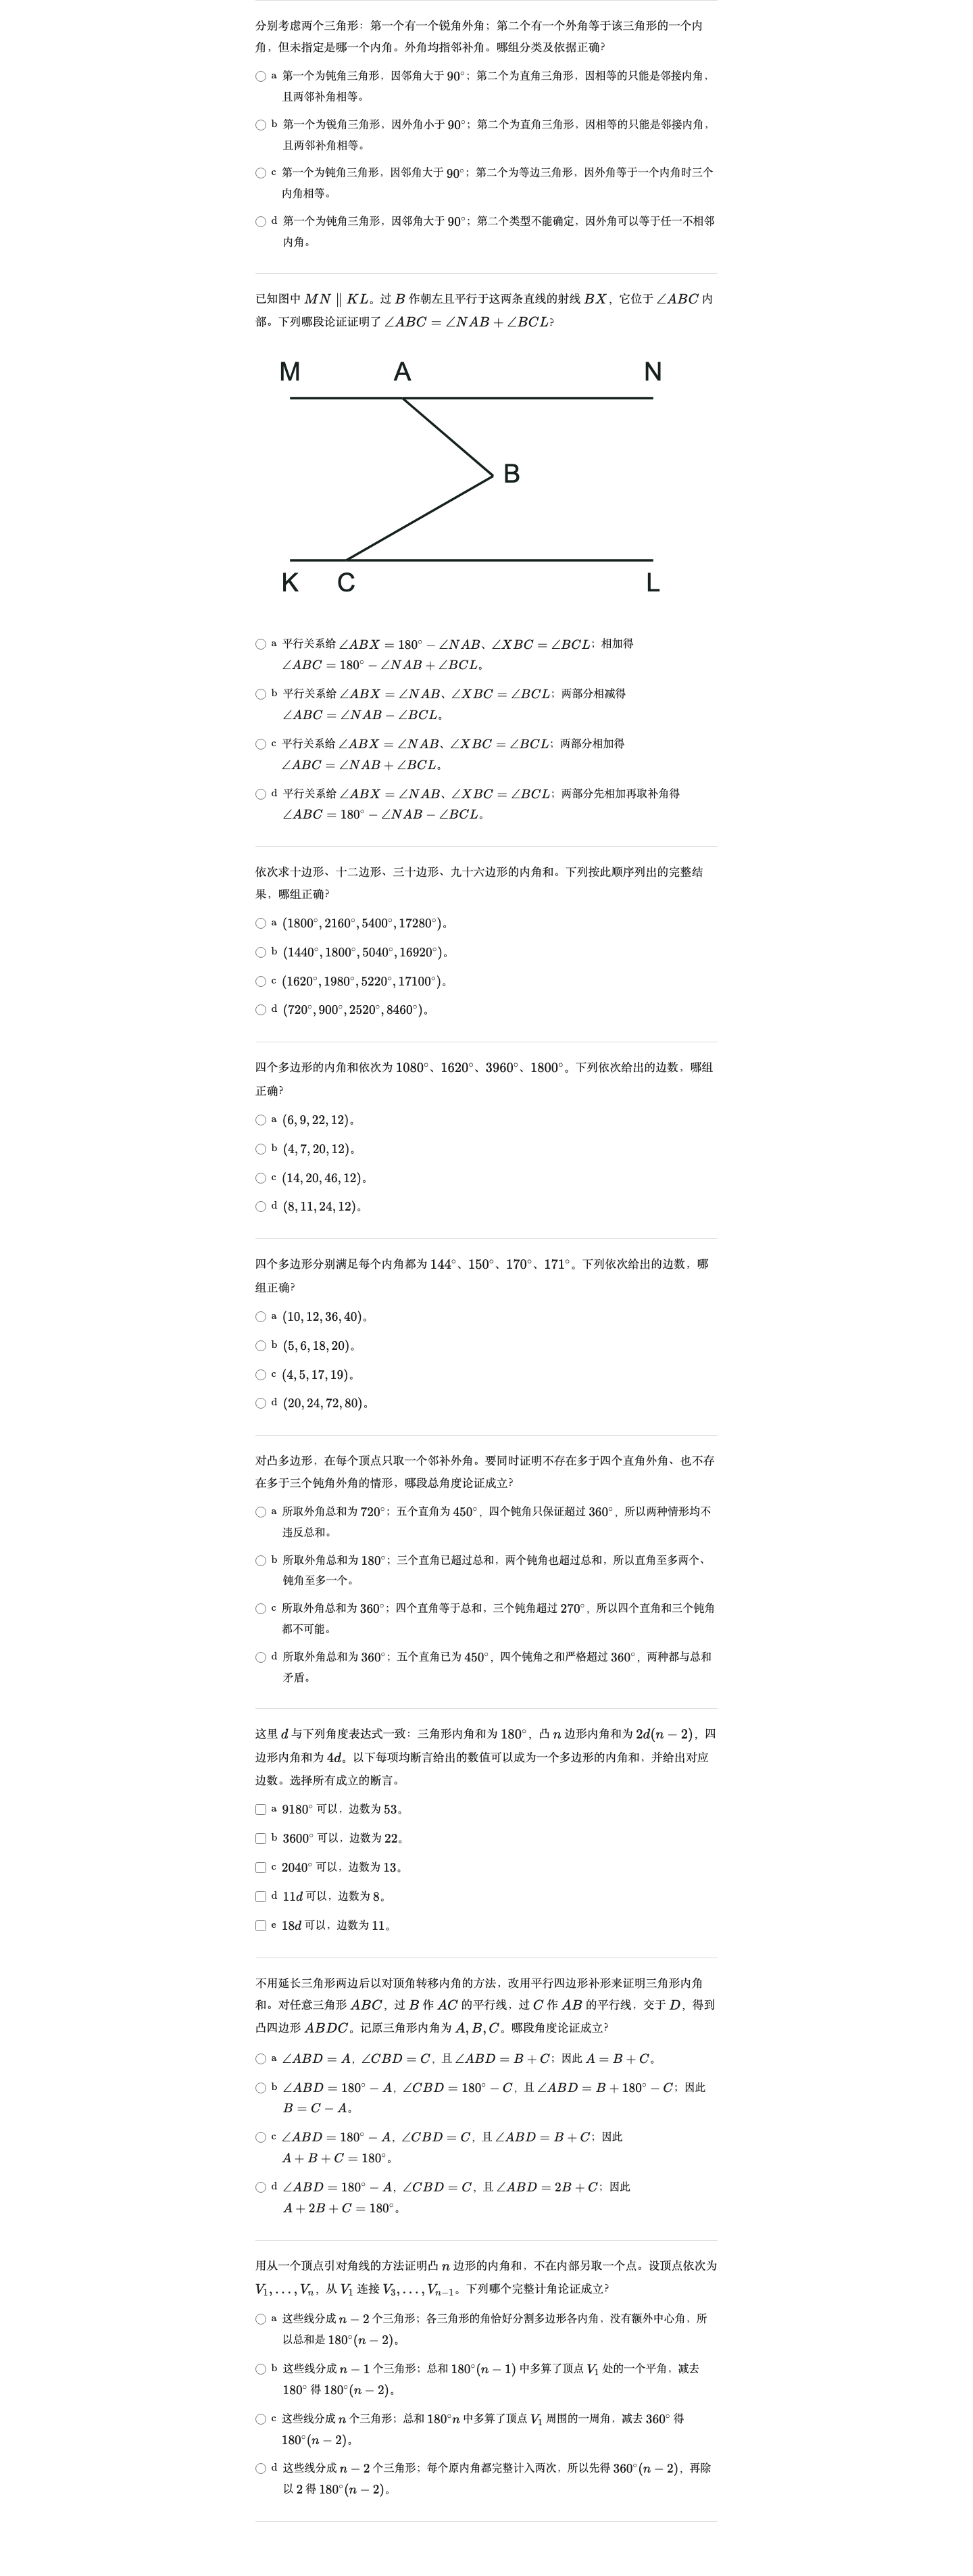 分别考虑两个三角形：第一个有一个锐角外角；第二个有一个外角等于该三角形的一个内
角，但未指定是哪一个内角。外角均指邻补角。哪组分类及依据正确?
a 第一个为钝角三角形，因邻角大于 90°；第二个为直角三角形，因相等的只能是邻接内角，
且两邻补角相等。
b 第一个为锐角三角形，因外角小于 90°；第二个为直角三角形，因相等的只能是邻接内角，
且两邻补角相等。
c 第一个为钝角三角形，因邻角大于 90°；第二个为等边三角形，因外角等于一个内角时三个
内角相等。
d 第一个为钝角三角形，因邻角大于 90°；第二个类型不能确定，因外角可以等于任一不相邻
内角。
已知图中 MN ∥ KL。过 B 作朝左且平行于这两条直线的射线 BX，它位于 ∠ABC 内
部。下列哪段论证证明了 ∠ABC = ∠NAB + ∠BCL?
M A N
B
K C L
a 平行关系给 ∠ABX = 180° − ∠NAB、∠XBC = ∠BCL；相加得
∠ABC = 180° − ∠NAB + ∠BCL。
b 平行关系给 ∠ABX = ∠NAB、∠XBC = ∠BCL；两部分相减得
∠ABC = ∠NAB − ∠BCL。
c 平行关系给 ∠ABX = ∠NAB、∠XBC = ∠BCL；两部分相加得
∠ABC = ∠NAB + ∠BCL。
d 平行关系给 ∠ABX = ∠NAB、∠XBC = ∠BCL；两部分先相加再取补角得
∠ABC = 180° − ∠NAB − ∠BCL。
依次求十边形、十二边形、三十边形、九十六边形的内角和。下列按此顺序列出的完整结
果，哪组正确?
a (1800°, 2160°, 5400°, 17280°)。
b (1440°, 1800°, 5040°, 16920°)。
c (1620°, 1980°, 5220°, 17100°)。
d (720°, 900°, 2520°, 8460°)。
四个多边形的内角和依次为 1080°、1620°、3960°、1800°。下列依次给出的边数，哪组
正确?
a (6, 9, 22, 12)。
b (4, 7, 20, 12)。
c (14, 20, 46, 12)。
d (8, 11, 24, 12)。
四个多边形分别满足每个内角都为 144°、150°、170°、171°。下列依次给出的边数，哪
组正确?
a (10, 12, 36, 40)。
b (5, 6, 18, 20)。
c (4, 5, 17, 19)。
d (20, 24, 72, 80)。
对凸多边形，在每个顶点只取一个邻补外角。要同时证明不存在多于四个直角外角、也不存
在多于三个钝角外角的情形，哪段总角度论证成立?
a 所取外角总和为 720°；五个直角为 450°，四个钝角只保证超过 360°，所以两种情形均不
违反总和。
b 所取外角总和为 180°；三个直角已超过总和，两个钝角也超过总和，所以直角至多两个、
钝角至多一个。
c 所取外角总和为 360°；四个直角等于总和，三个钝角超过 270°，所以四个直角和三个钝角
都不可能。
d 所取外角总和为 360°；五个直角已为 450°，四个钝角之和严格超过 360°，两种都与总和
矛盾。
这里 d 与下列角度表达式一致：三角形内角和为 180°，凸 n 边形内角和为 2d(n − 2)，四
边形内角和为 4d。以下每项均断言给出的数值可以成为一个多边形的内角和，并给出对应
边数。选择所有成立的断言。
a 9180° 可以，边数为 53。
b 3600° 可以，边数为 22。
c 2040° 可以，边数为 13。
d 11d 可以，边数为 8。
e 18d 可以，边数为 11。
不用延长三角形两边后以对顶角转移内角的方法，改用平行四边形补形来证明三角形内角
和。对任意三角形 ABC，过 B 作 AC 的平行线，过 C 作 AB 的平行线，交于 D，得到
凸四边形 ABDC。记原三角形内角为 A, B, C。哪段角度论证成立?
a ∠ABD = A，∠CBD = C，且 ∠ABD = B + C；因此 A = B + C。
b ∠ABD = 180° − A，∠CBD = 180° − C，且 ∠ABD = B + 180° − C；因此
B = C − A。
c ∠ABD = 180° − A，∠CBD = C，且 ∠ABD = B + C；因此
A + B + C = 180°。
d ∠ABD = 180° − A，∠CBD = C，且 ∠ABD = 2B + C；因此
A + 2B + C = 180°。
用从一个顶点引对角线的方法证明凸 n 边形的内角和，不在内部另取一个点。设顶点依次为
V₁, …, Vₙ，从 V₁ 连接 V₃, …, Vₙ₋₁。下列哪个完整计角论证成立?
a 这些线分成 n − 2 个三角形；各三角形的角恰好分割多边形各内角，没有额外中心角，所
以总和是 180°(n − 2)。
b 这些线分成 n − 1 个三角形；总和 180°(n − 1) 中多算了顶点 V₁ 处的一个平角，减去
180° 得 180°(n − 2)。
c 这些线分成 n 个三角形；总和 180°n 中多算了顶点 V₁ 周围的一周角，减去 360° 得
180°(n − 2)。
d 这些线分成 n − 2 个三角形；每个原内角都完整计入两次，所以先得 360°(n − 2)，再除
以 2 得 180°(n − 2)。